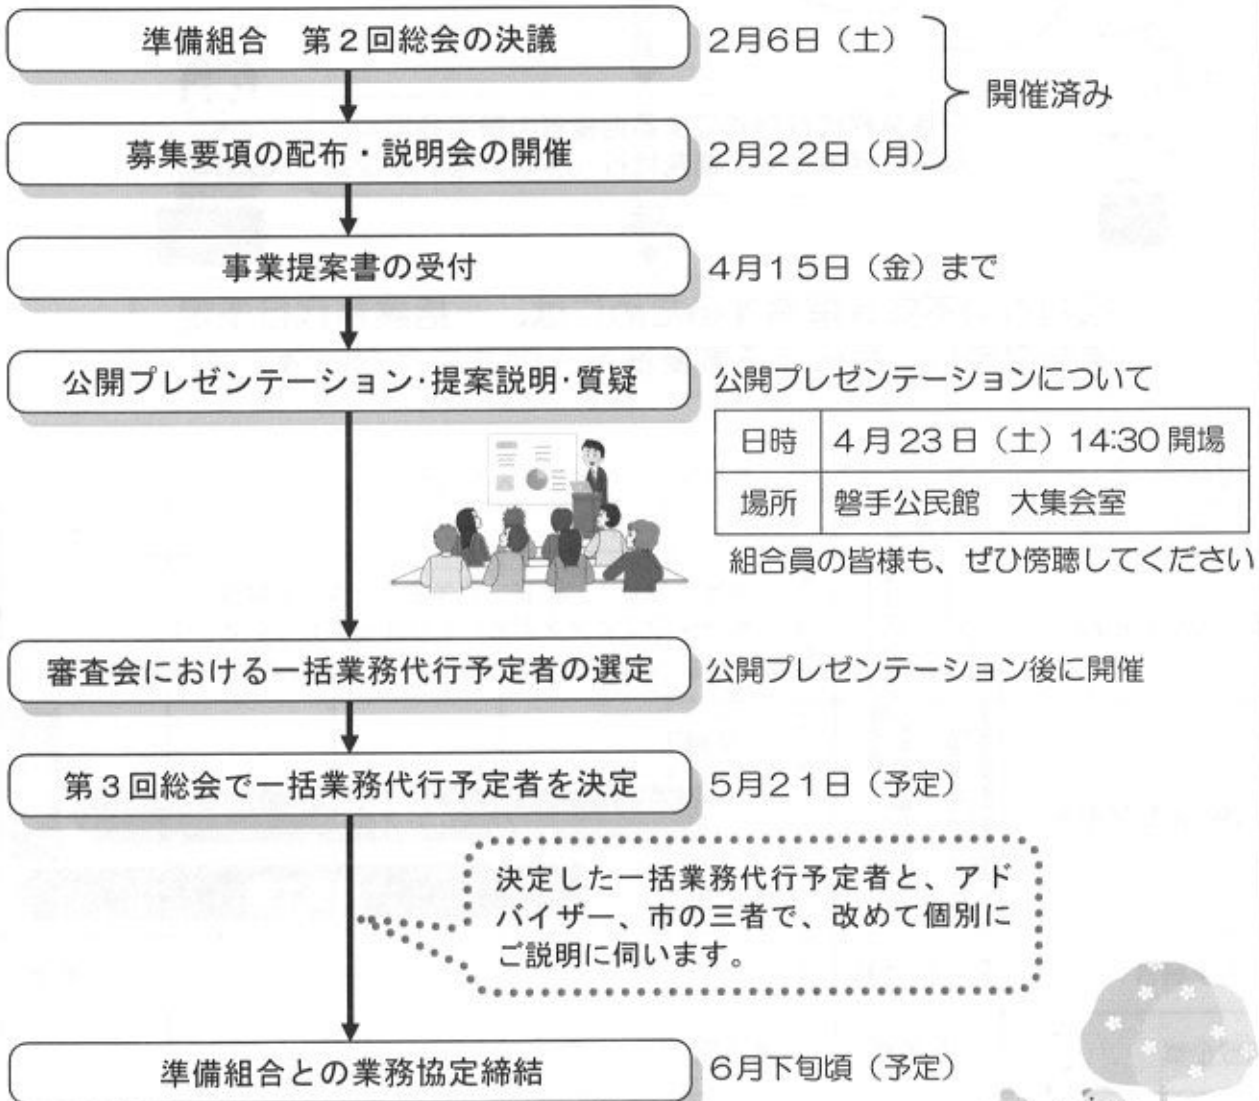 準備組合　第2回総会の決議
2月6日（土）
開催済み
募集要項の配布・説明会の開催
2月22日（月）
事業提案書の受付
4月15日（金）まで
公開プレゼンテーション・提案説明・質疑
公開プレゼンテーションについて
日時　4月23日（土）14:30開場
場所　磐手公民館　大集会室
組合員の皆様も、ぜひ傍聴してください
審査会における一括業務代行予定者の選定
公開プレゼンテーション後に開催
第3回総会で一括業務代行予定者を決定
5月21日（予定）
決定した一括業務代行予定者と、アド
バイザー、市の三者で、改めて個別に
ご説明に伺います。
準備組合との業務協定締結
6月下旬頃（予定）